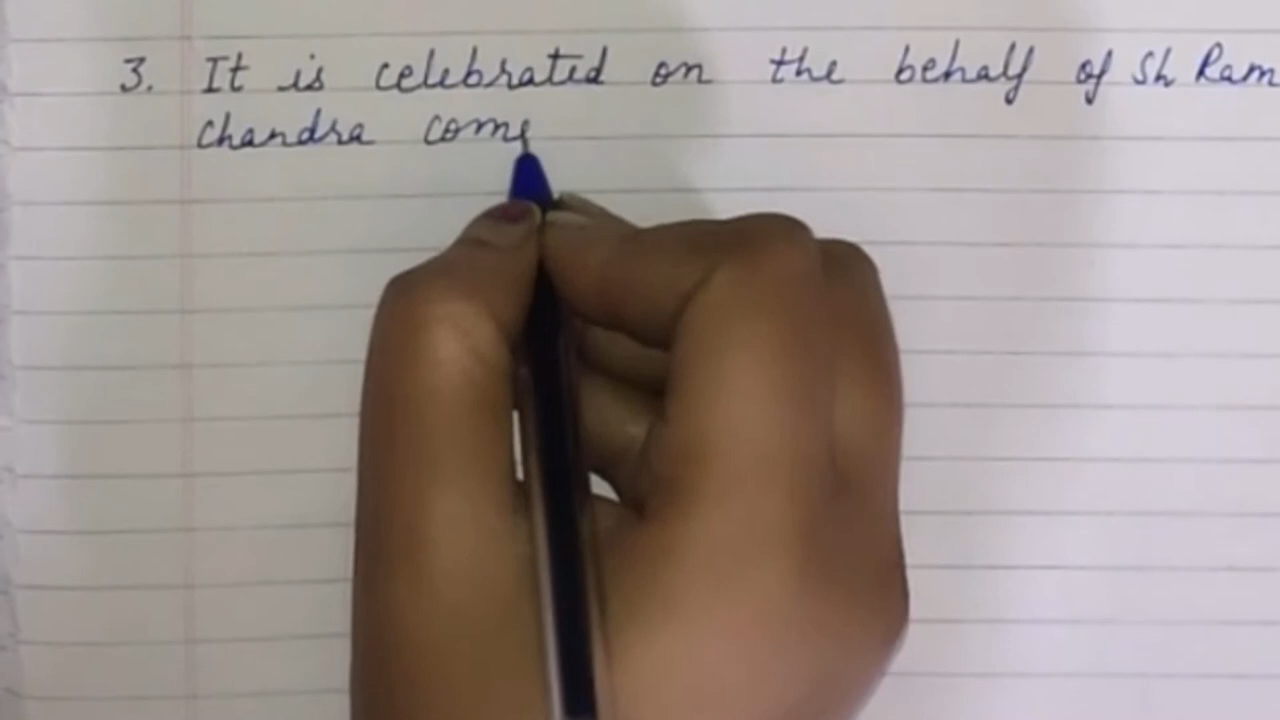 3. It is celebrated on the behalf of Sh Ram
Chandra come